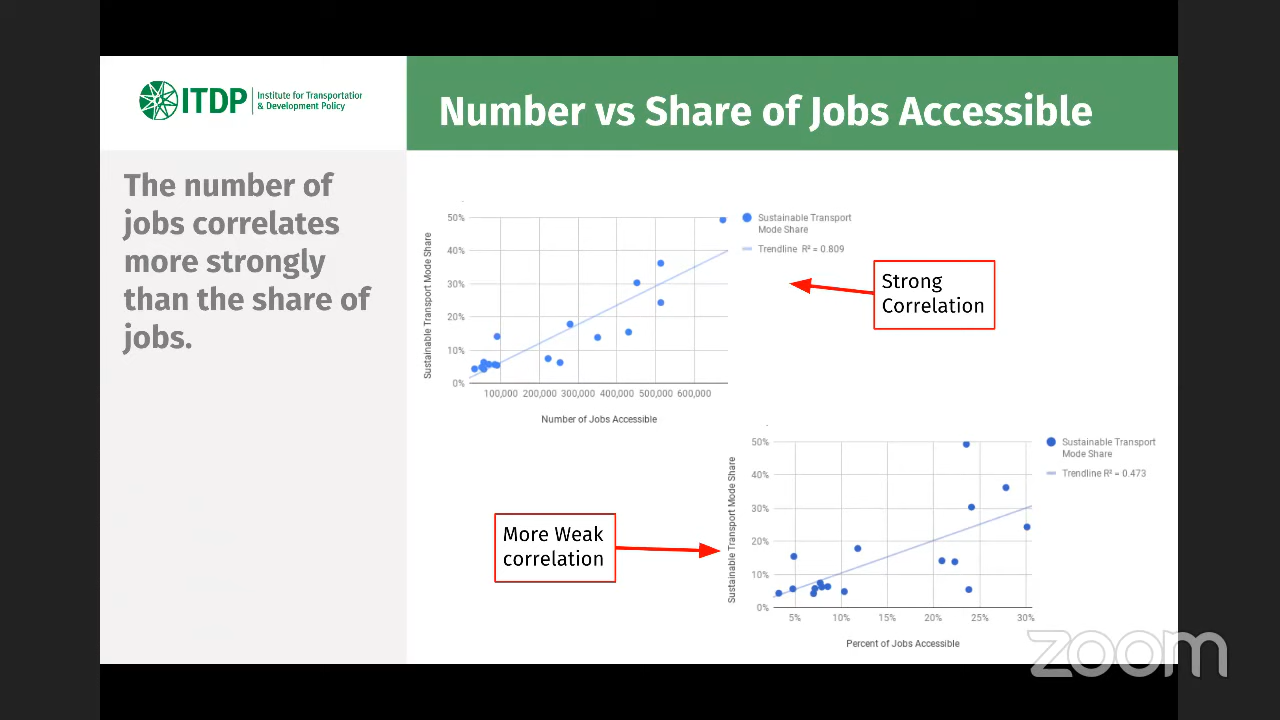 ITDP
Institute for Transportation
& Development Policy
Number vs Share of Jobs Accessible
The number of
jobs correlates
more strongly
than the share of
jobs.
Sustainable Transport Mode Share
50%
40%
30%
20%
10%
0%
100,000 200,000 300,000 400,000 500,000 600,000
Number of Jobs Accessible
Sustainable Transport
Mode Share
Trendline R² = 0.809
Strong
Correlation
More Weak
correlation
Sustainable Transport Mode Share
50%
40%
30%
20%
10%
0%
5% 10% 15% 20% 25% 30%
Percent of Jobs Accessible
Sustainable Transport
Mode Share
Trendline R² = 0.473
zoom